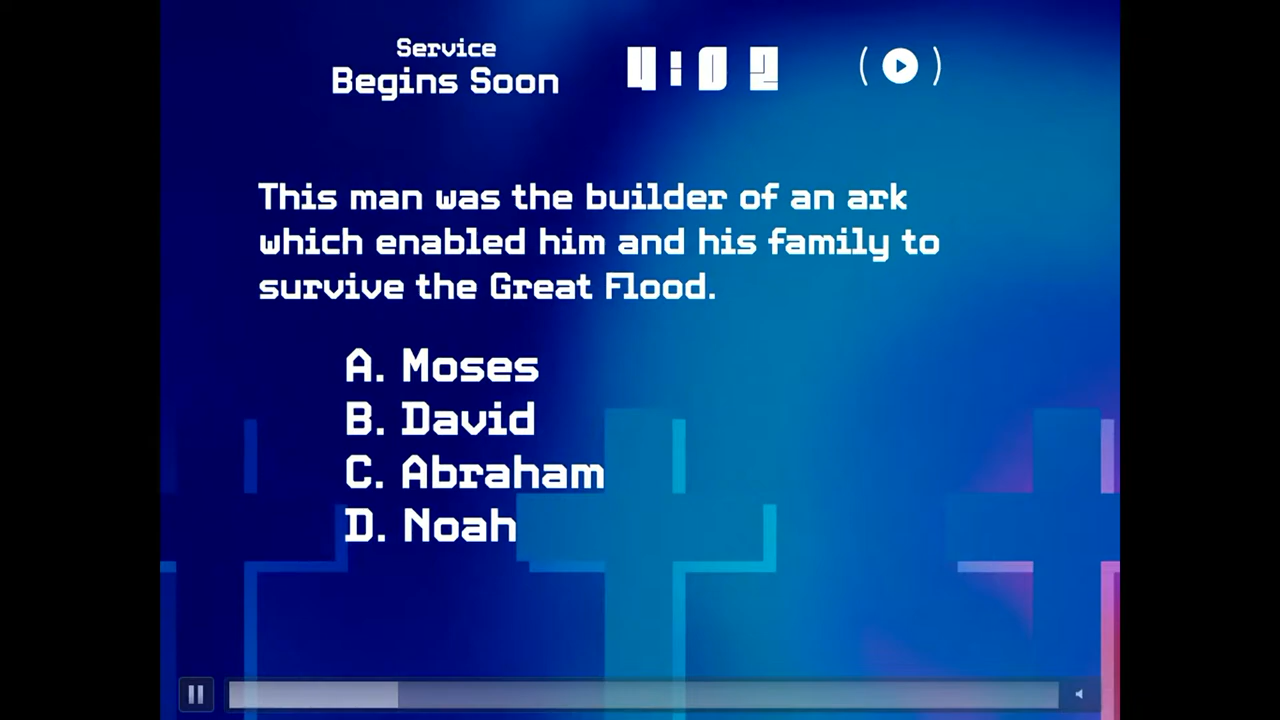 Service
Begins Soon
4:02
This man was the builder of an ark
which enabled him and his family to
survive the Great Flood.
A. Moses
B. David
C. Abraham
D. Noah